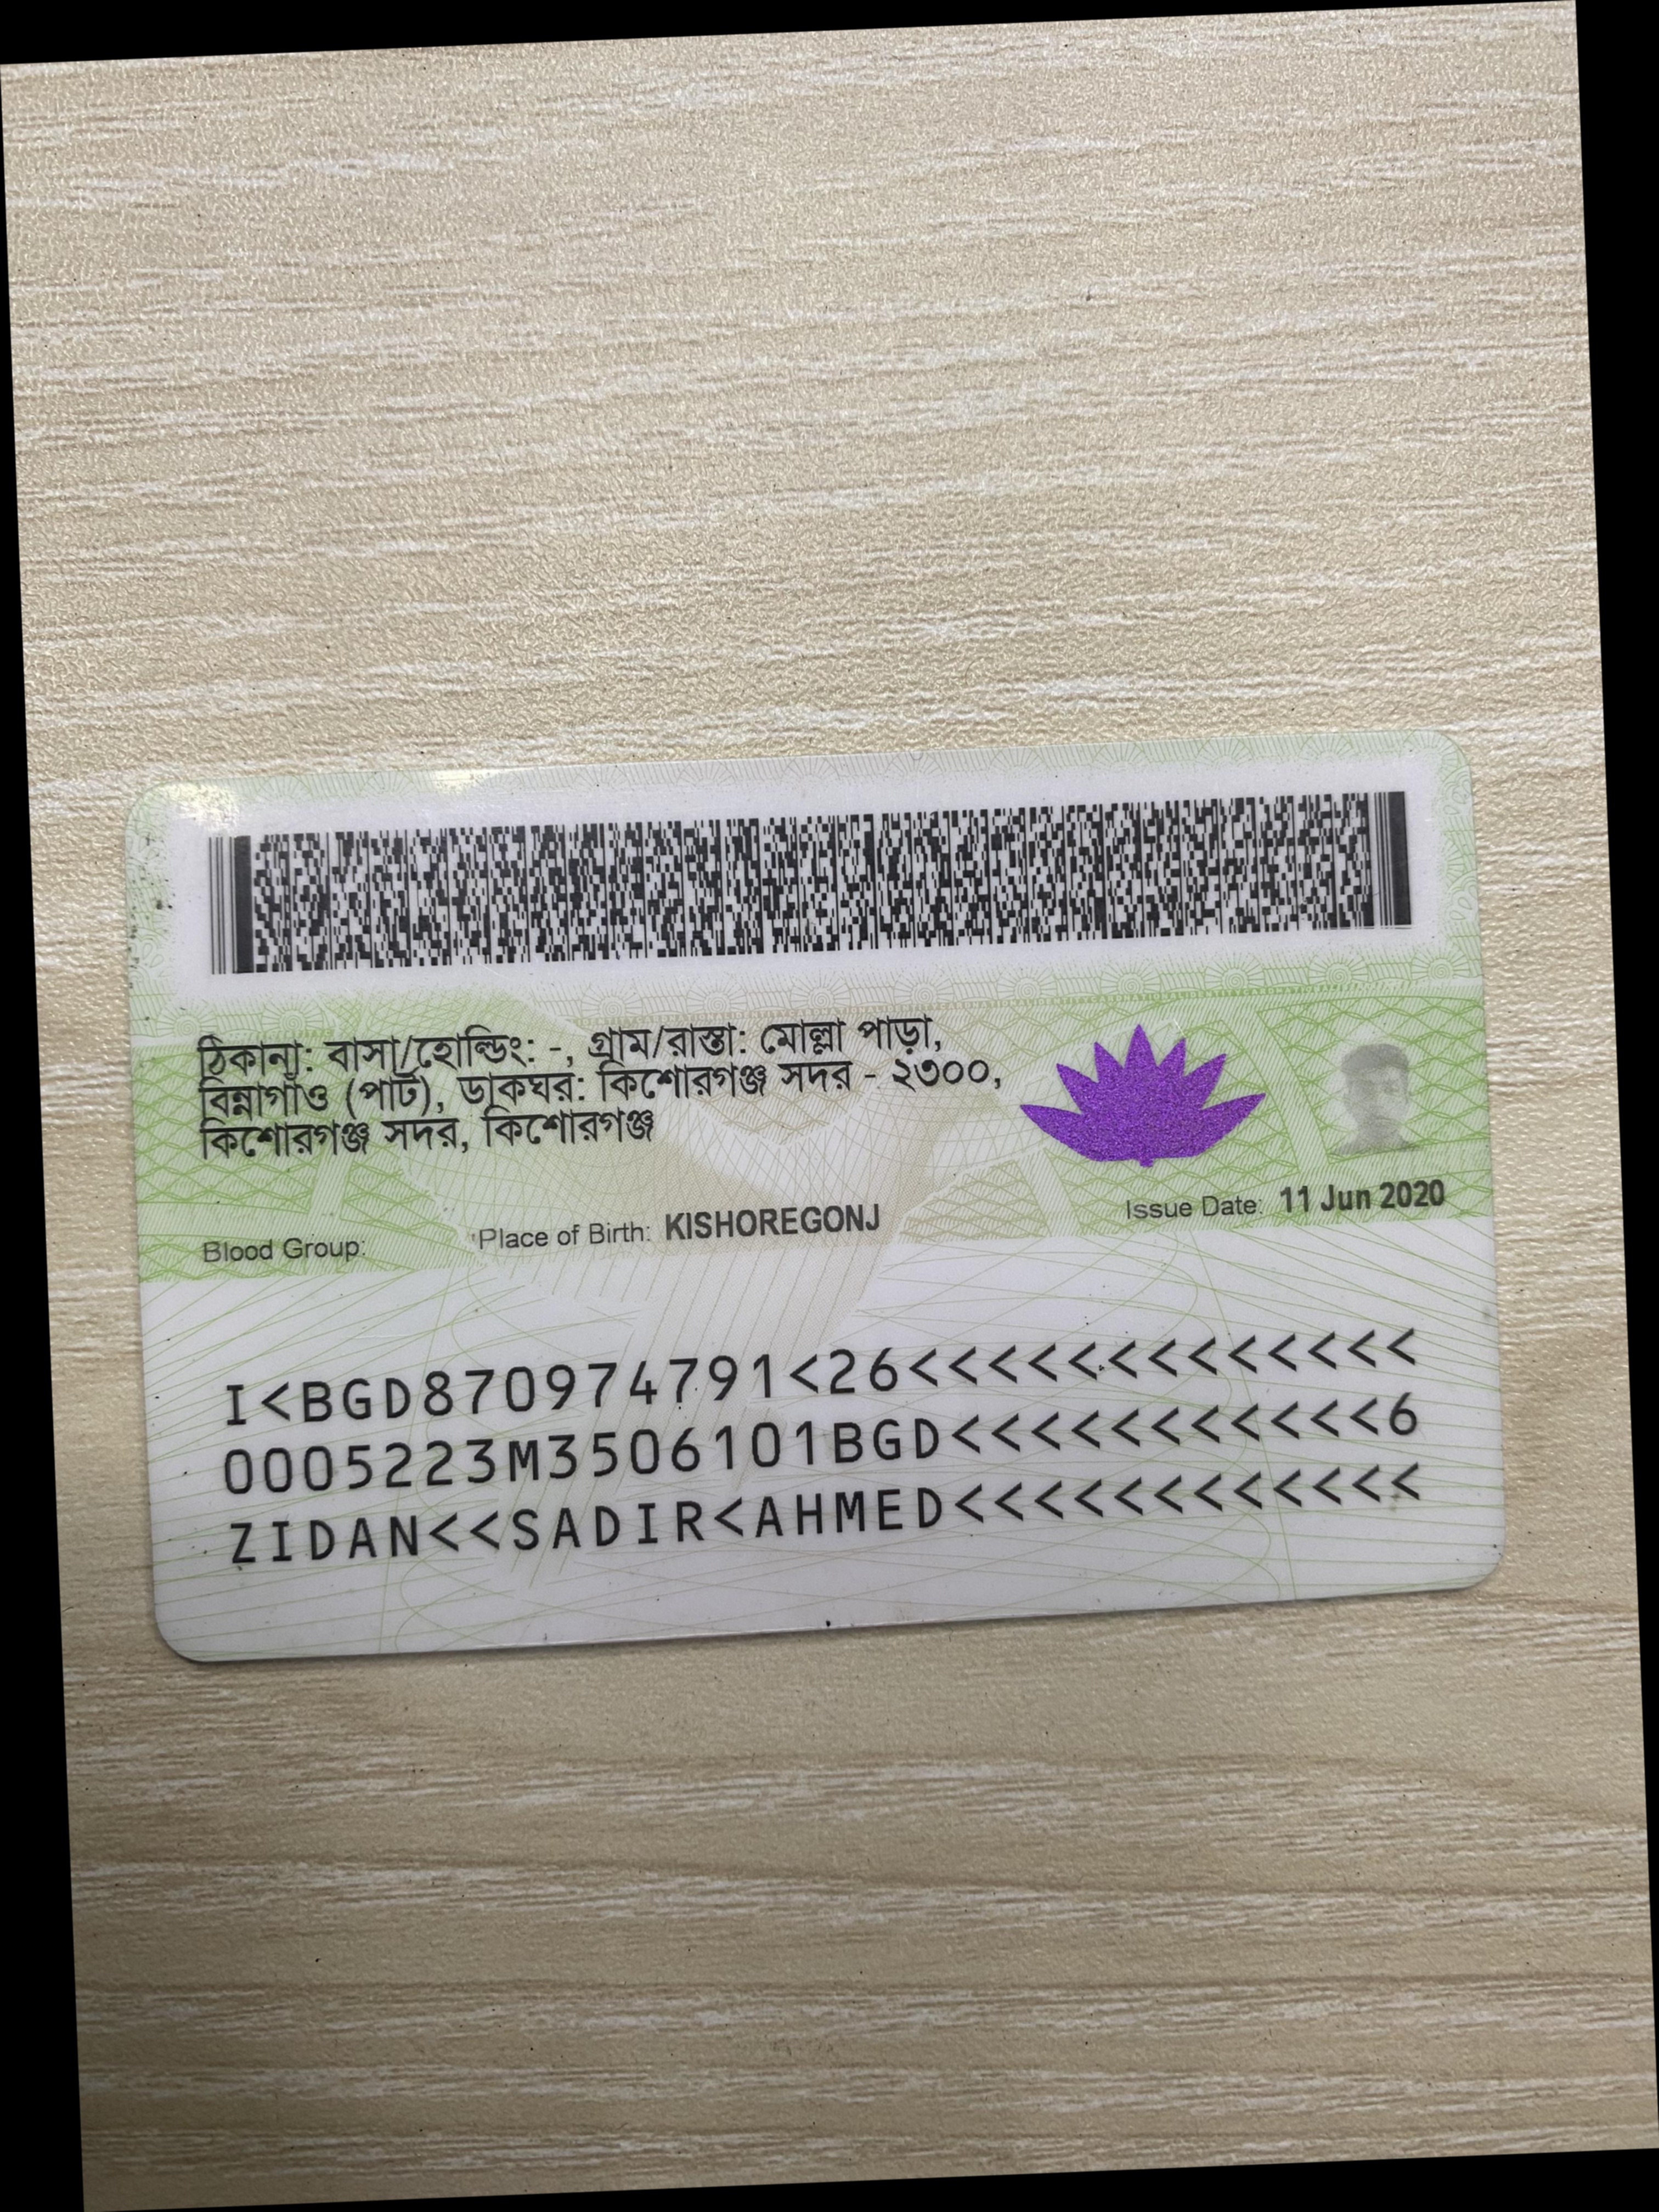 ঠিকানা: বাসা/হোল্ডিং: -, গ্রাম/রাস্তা: মোল্লা পাড়া,
বিন্নাগাঁও (পার্ট), ডাকঘর: কিশোরগঞ্জ সদর - ২৩০০,
কিশোরগঞ্জ সদর, কিশোরগঞ্জ
Blood Group: Place of Birth: KISHOREGONJ Issue Date: 11 Jun 2020
I<BGD870974791<26<<<<<<<<<<<<<
0005223M3506101BGD<<<<<<<<<<<6
ZIDAN<<SADIR<AHMED<<<<<<<<<<<<